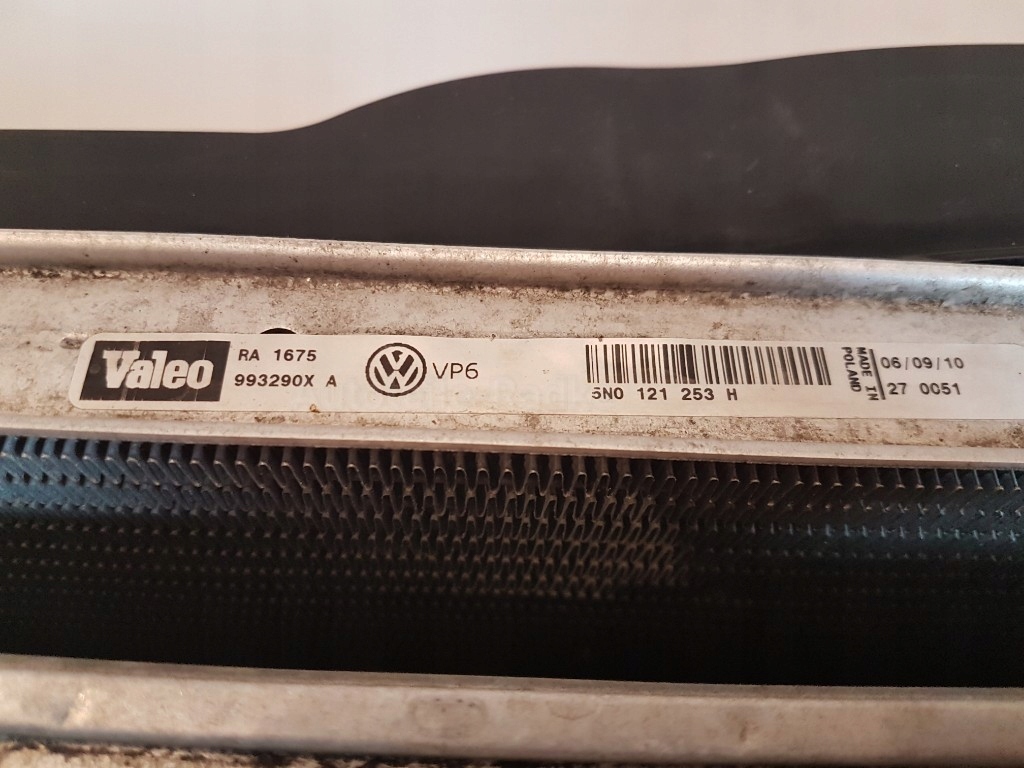 Valeo
RA 1675
993290X A
VP6
5N0 121 253 H
MADE IN
POLAND
06/09/10
27 0051